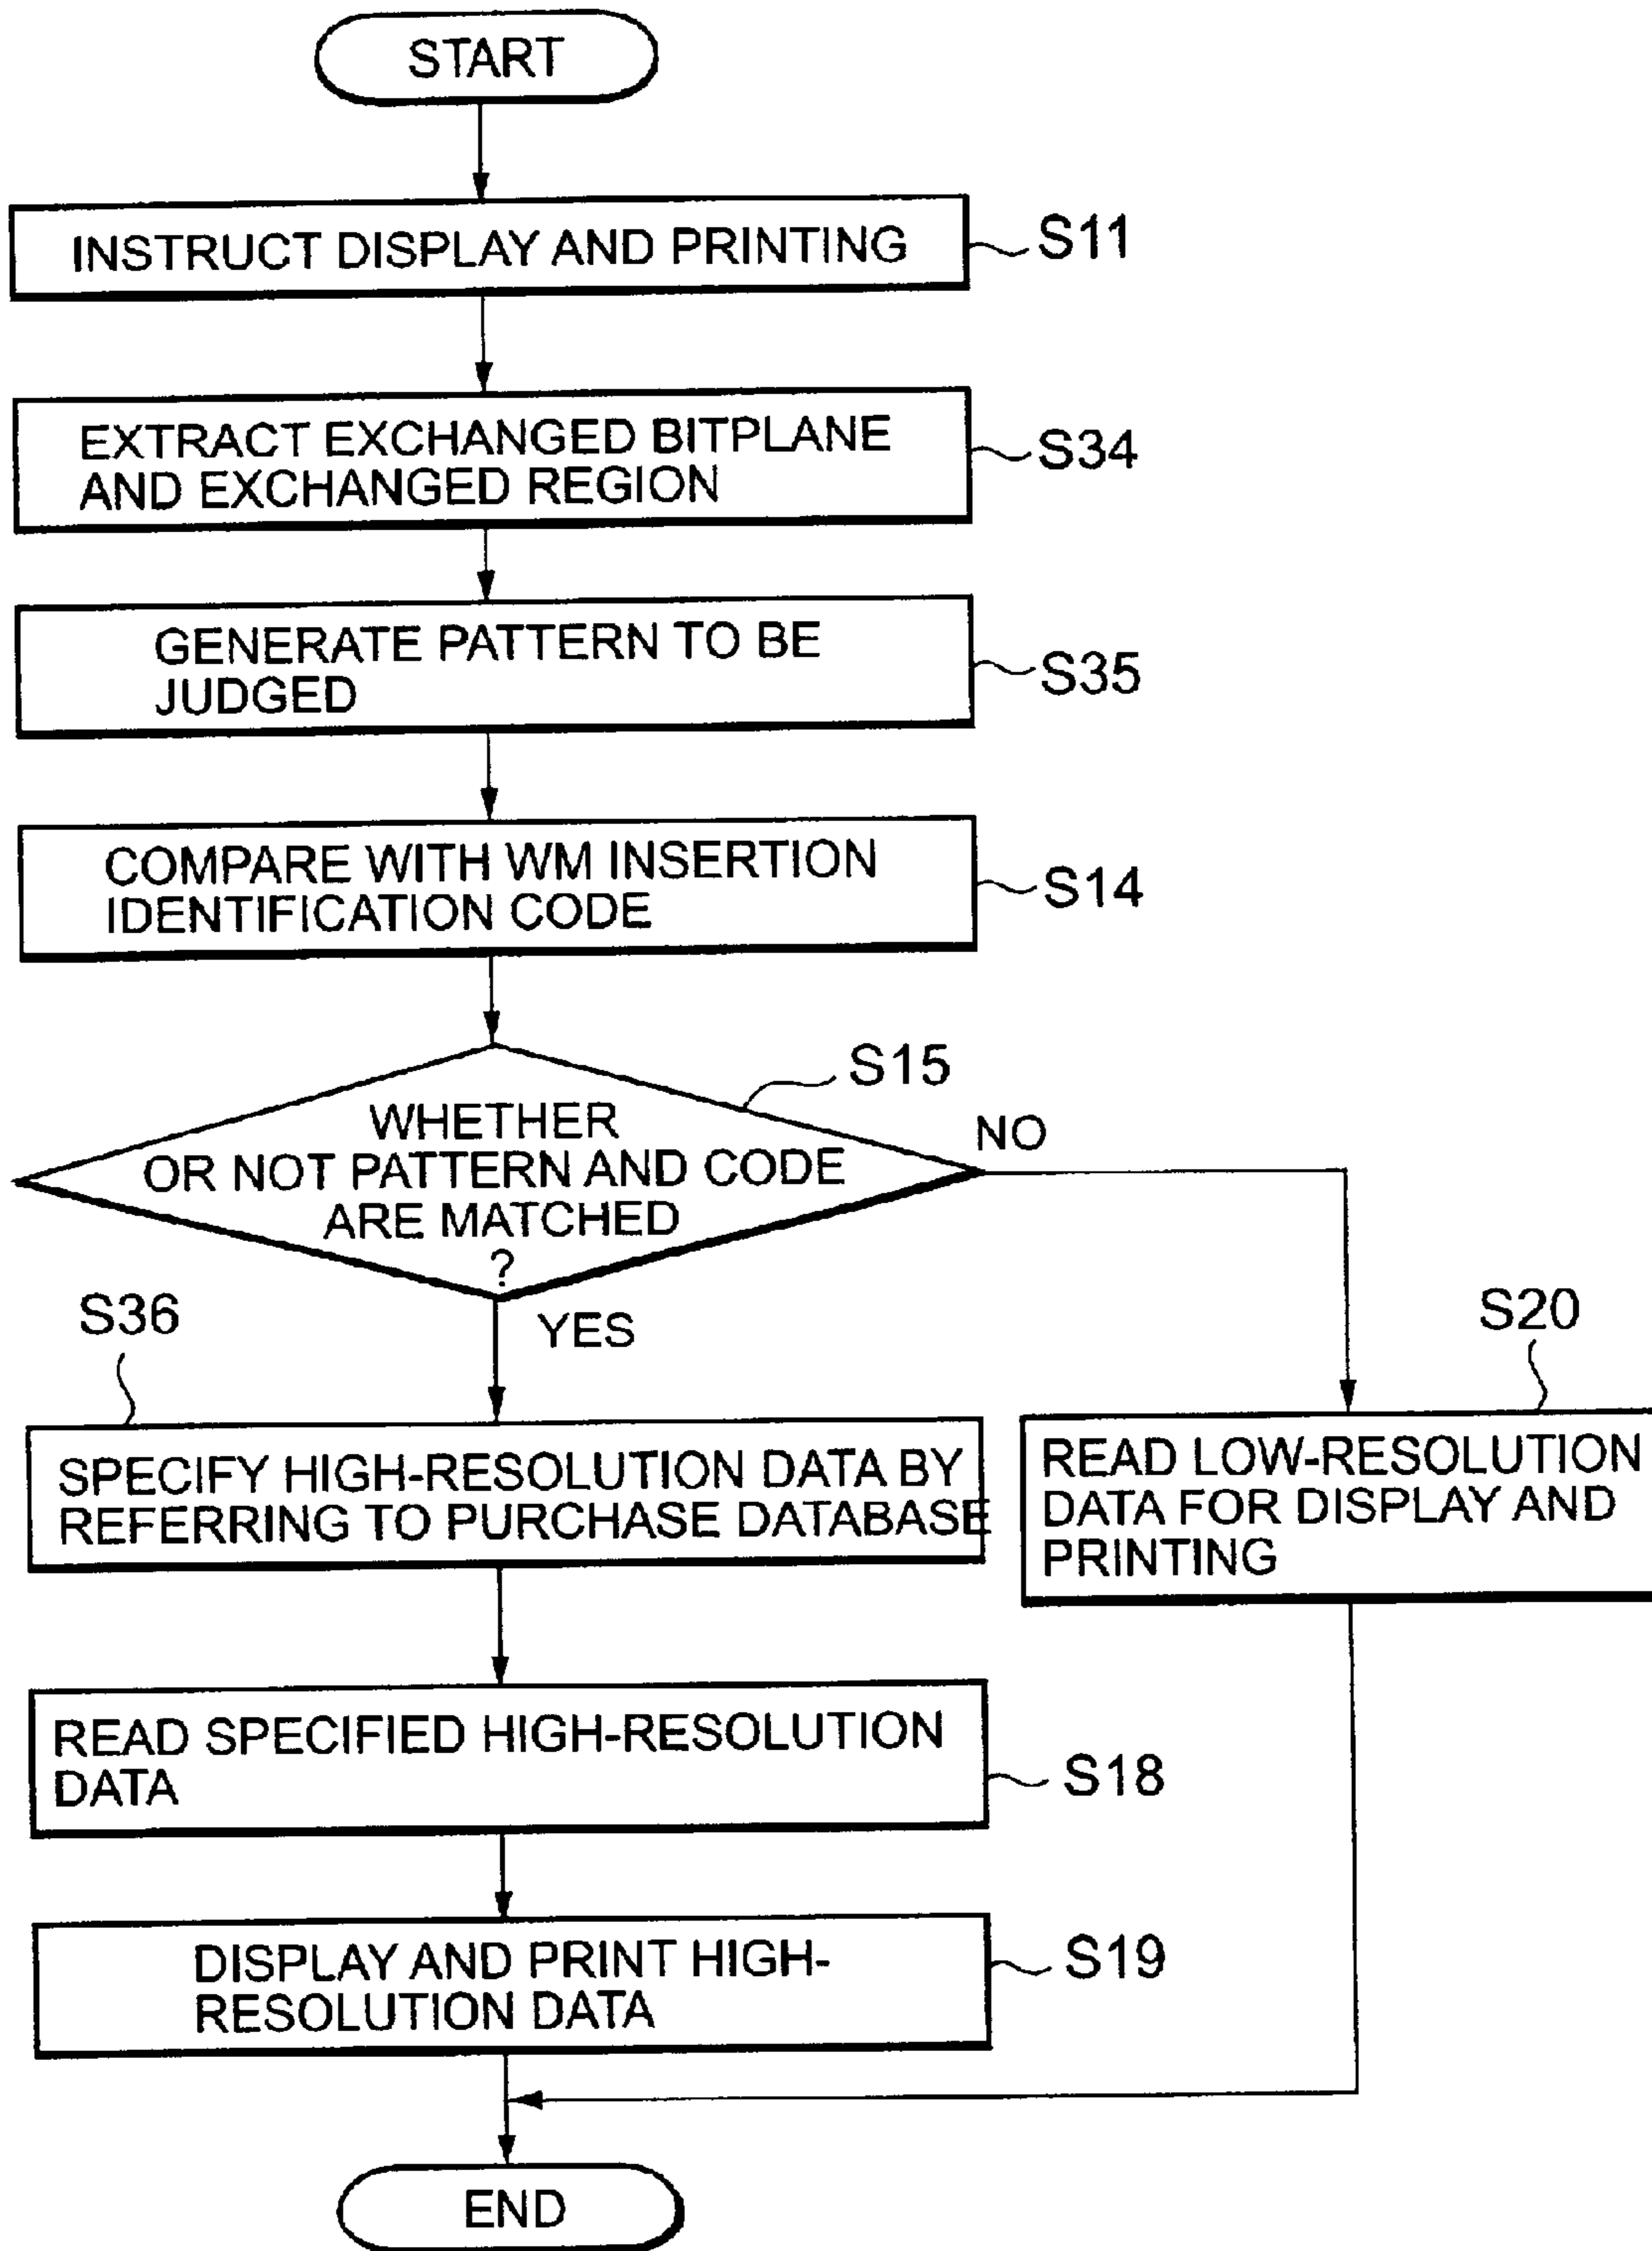 START
INSTRUCT DISPLAY AND PRINTING
S11
EXTRACT EXCHANGED BITPLANE
AND EXCHANGED REGION
S34
GENERATE PATTERN TO BE
JUDGED
S35
COMPARE WITH WM INSERTION
IDENTIFICATION CODE
S14
S15
WHETHER
OR NOT PATTERN AND CODE
ARE MATCHED
?
NO
YES
S36
SPECIFY HIGH-RESOLUTION DATA BY
REFERRING TO PURCHASE DATABASE
S20
READ LOW-RESOLUTION
DATA FOR DISPLAY AND
PRINTING
READ SPECIFIED HIGH-RESOLUTION
DATA
S18
DISPLAY AND PRINT HIGH-
RESOLUTION DATA
S19
END